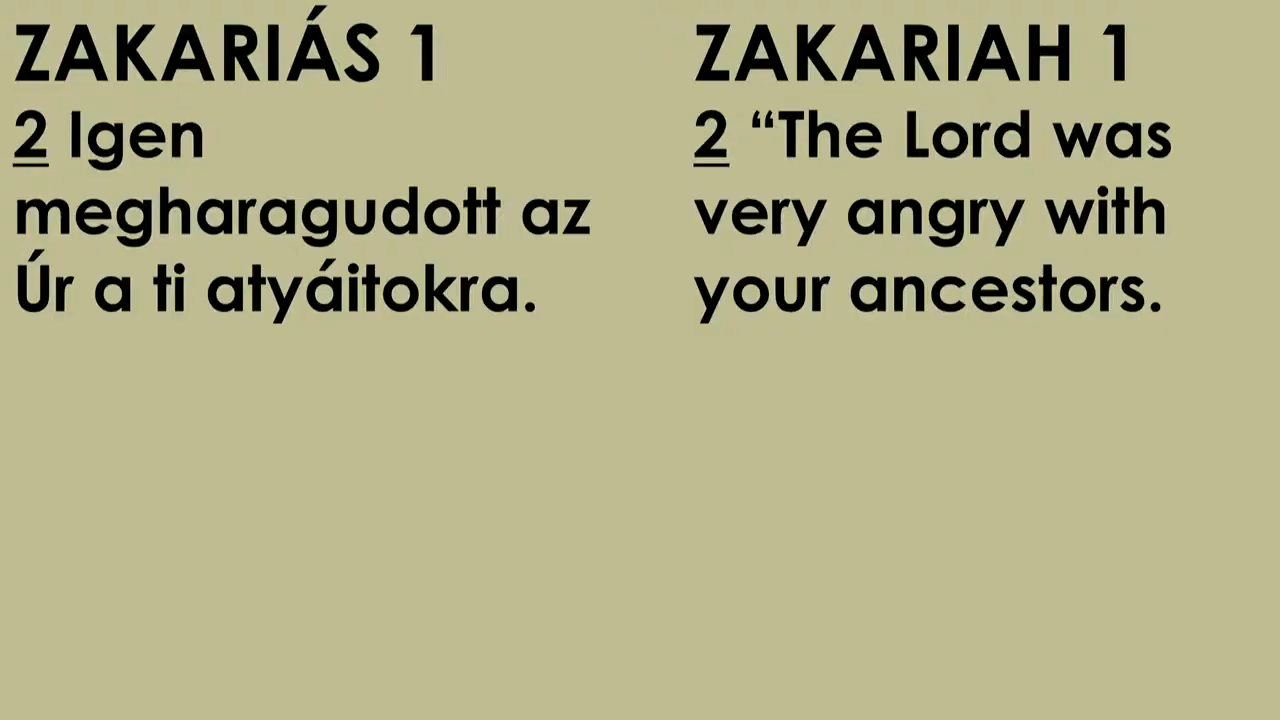 ZAKARIÁS 1
2 Igen
megharagudott az
Úr a ti atyáitokra.
ZAKARIAH 1
2 “The Lord was
very angry with
your ancestors.